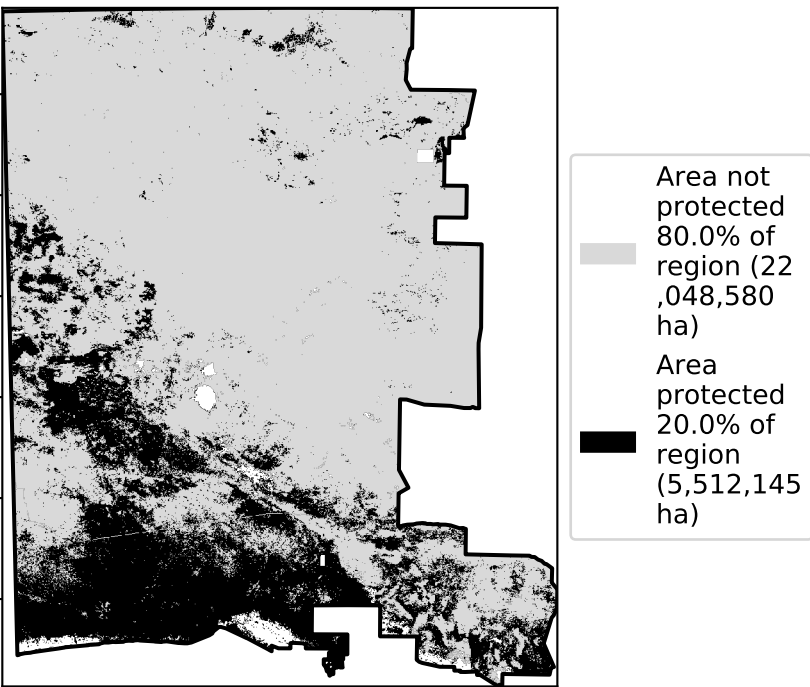 Area not
protected
80.0% of
region (22
,048,580
ha)
Area
protected
20.0% of
region
(5,512,145
ha)